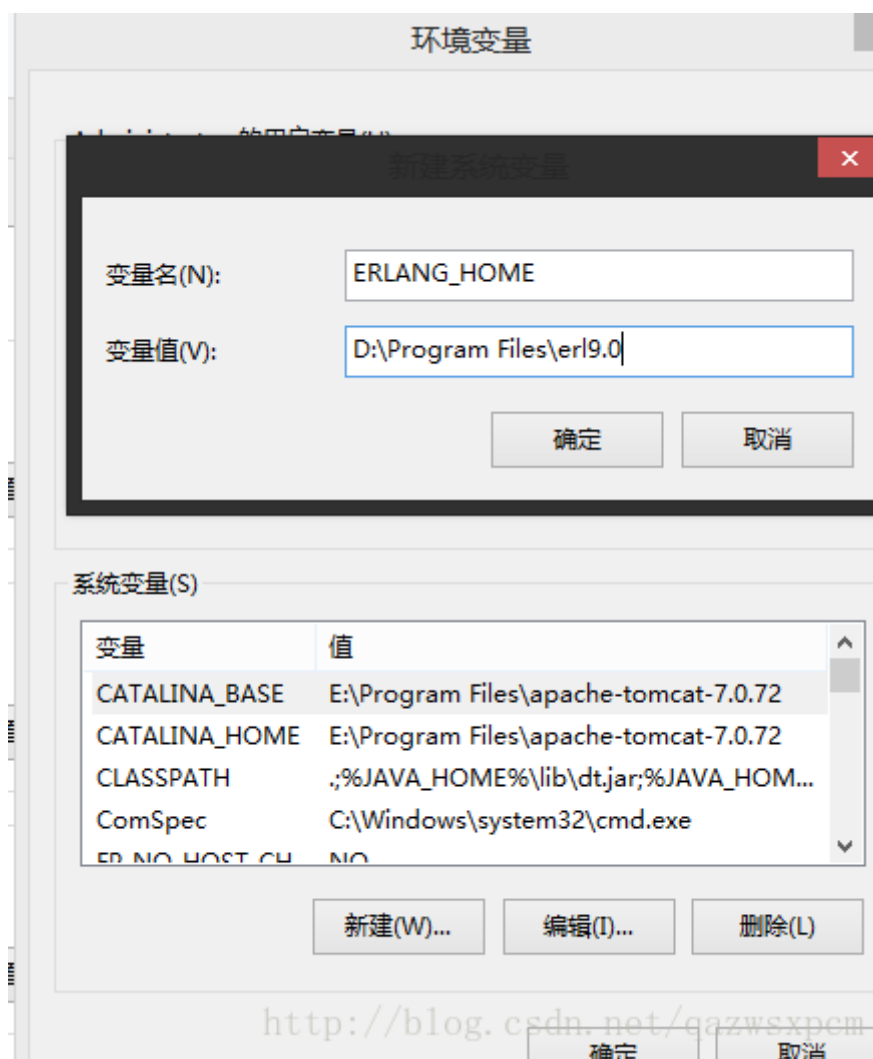 环境变量
新建系统变量
变量名(N): ERLANG_HOME
变量值(V): D:\Program Files\erl9.0
确定 取消
系统变量(S)
变量 值
CATALINA_BASE E:\Program Files\apache-tomcat-7.0.72
CATALINA_HOME E:\Program Files\apache-tomcat-7.0.72
CLASSPATH .;%JAVA_HOME%\lib\dt.jar;%JAVA_HOM...
ComSpec C:\Windows\system32\cmd.exe
NO
新建(W)... 编辑(I)... 删除(L)
http://blog.csdn.net/qazwsxpcm
确定 取消